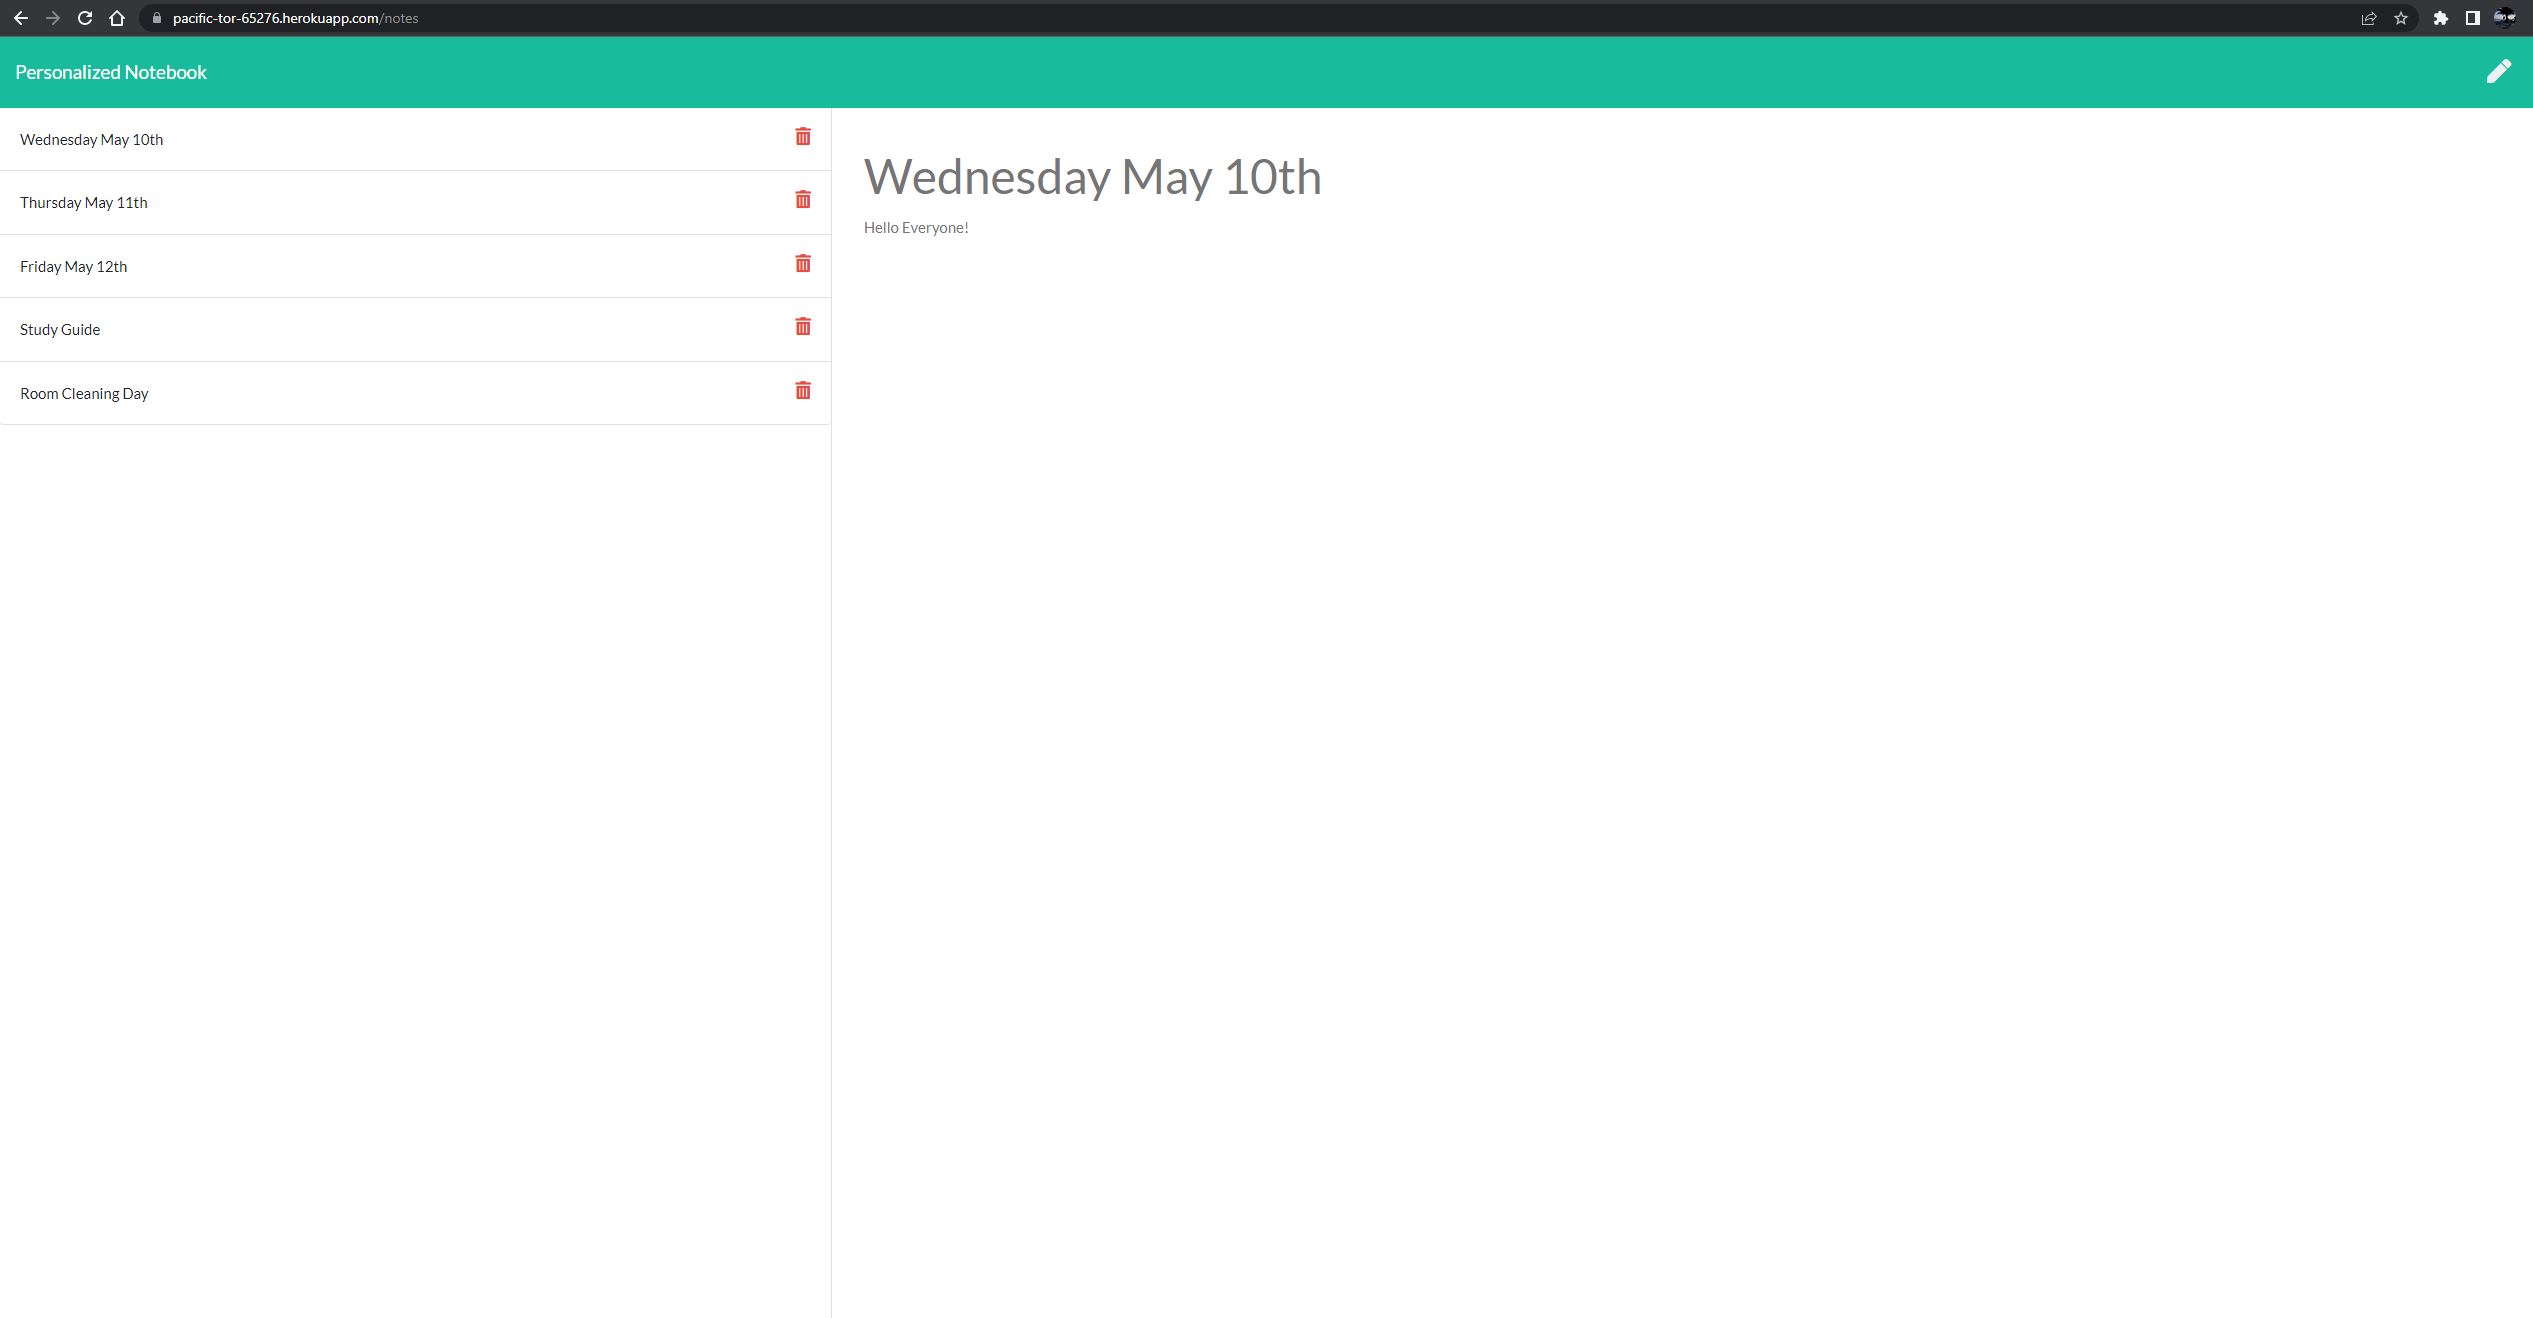 pacific-tor-65276.herokuapp.com/notes
Personalized Notebook
Wednesday May 10th
Thursday May 11th
Friday May 12th
Study Guide
Room Cleaning Day
Wednesday May 10th
Hello Everyone!